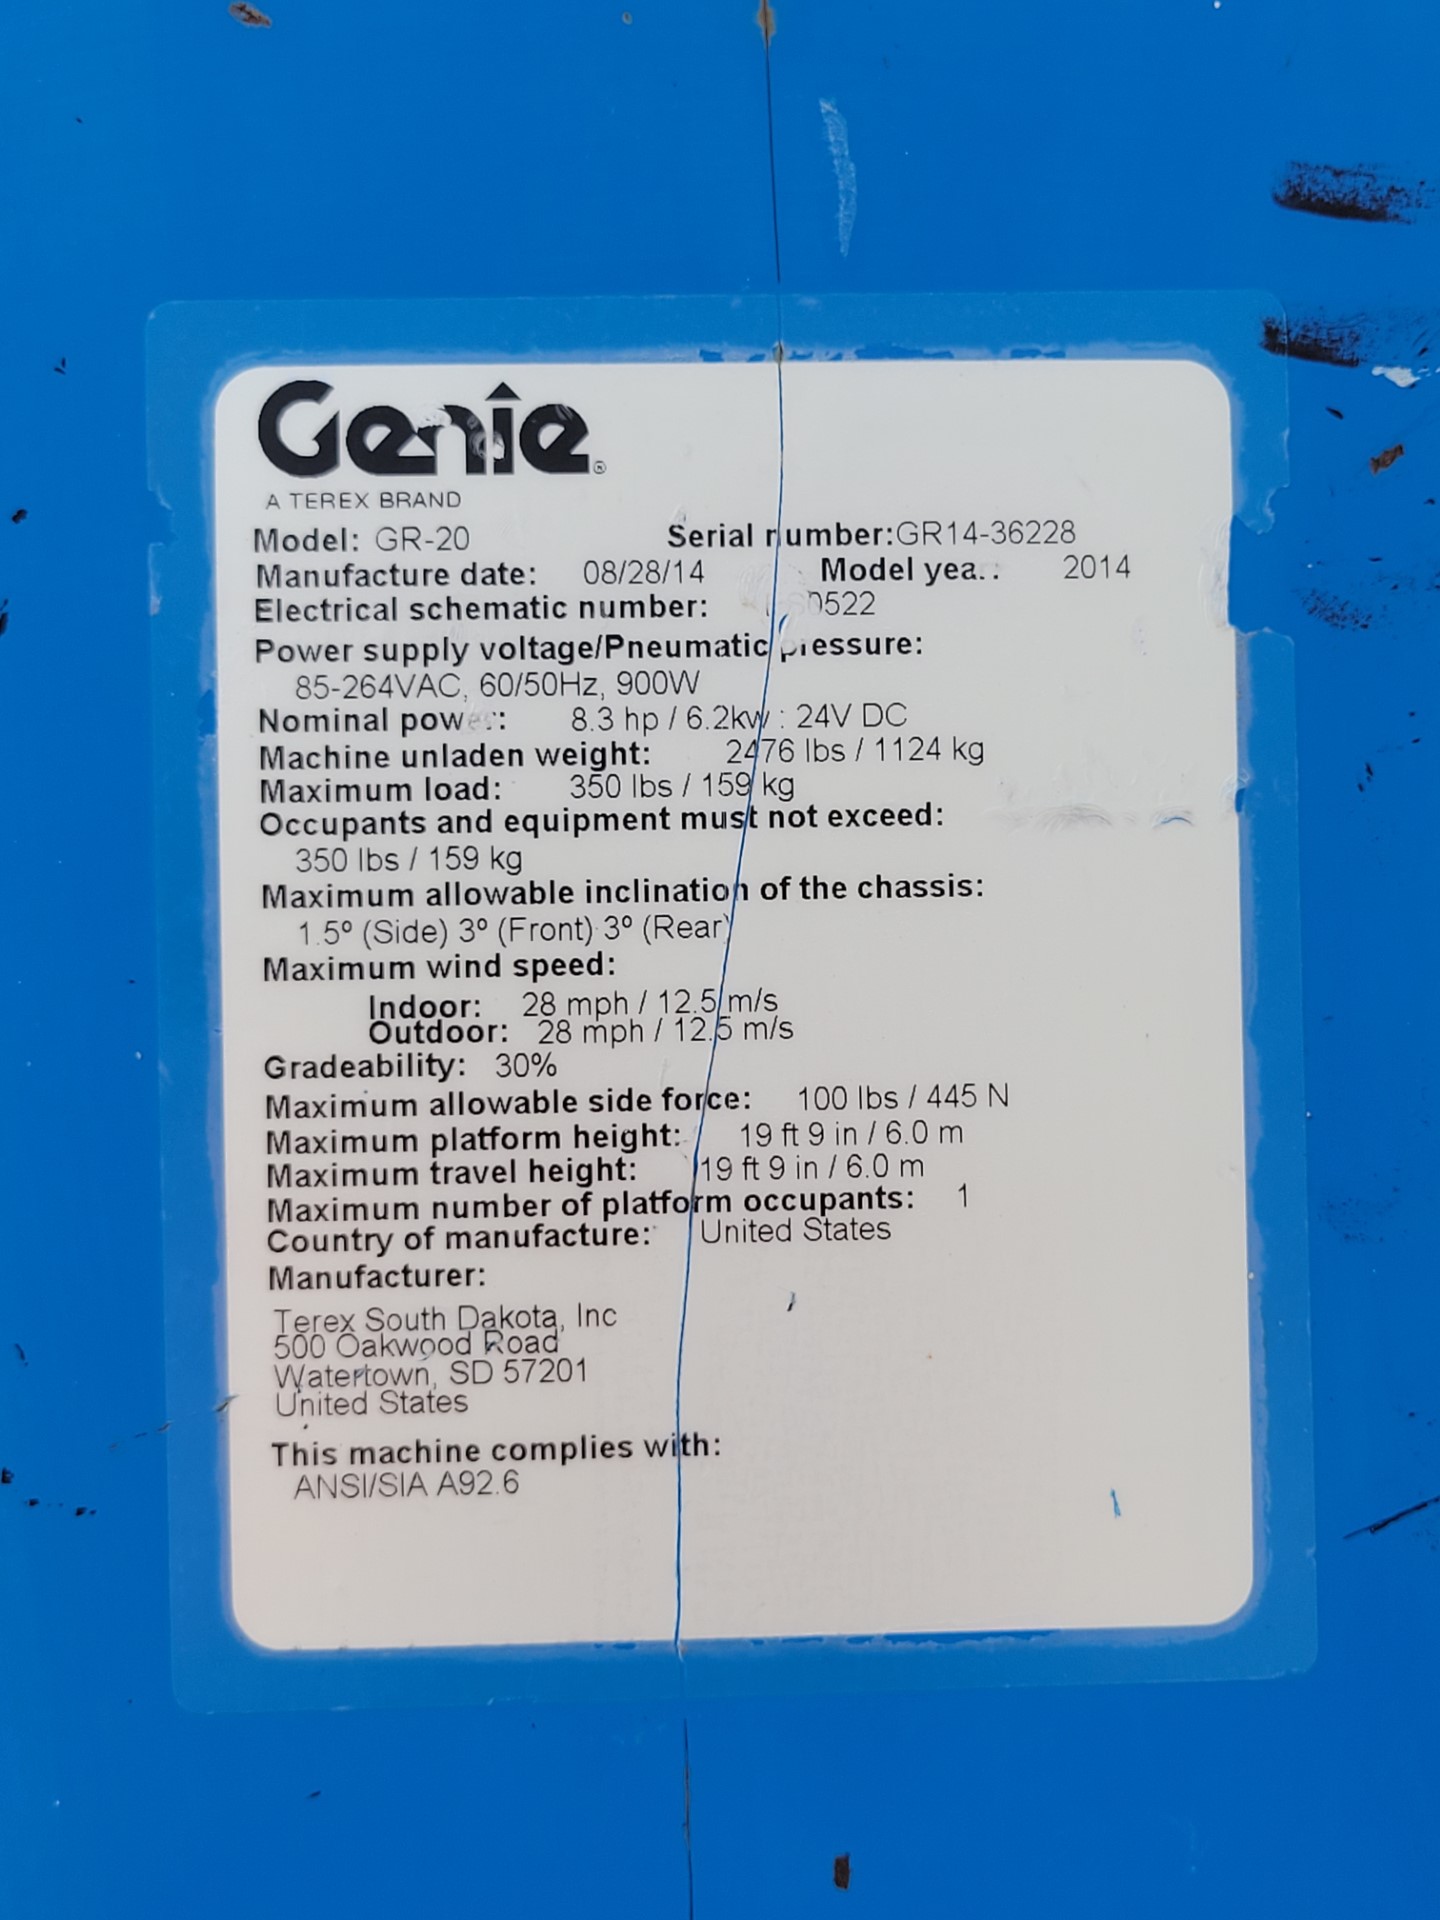 Genie®
A TEREX BRAND
Model: GR-20 Serial number:GR14-36228
Manufacture date: 08/28/14 Model year: 2014
Electrical schematic number:
Power supply voltage/Pneumatic pressure:
85-264VAC, 60/50Hz, 900W
Nominal power: 8.3 hp / 6.2kw : 24V DC
Machine unladen weight: 2476 lbs / 1124 kg
Maximum load: 350 lbs / 159 kg
Occupants and equipment must not exceed:
350 lbs / 159 kg
Maximum allowable inclination of the chassis:
1.5º (Side) 3º (Front) 3º (Rear)
Maximum wind speed:
Indoor: 28 mph / 12.5 m/s
Outdoor: 28 mph / 12.5 m/s
Gradeability: 30%
Maximum allowable side force: 100 lbs / 445 N
Maximum platform height: 19 ft 9 in / 6.0 m
Maximum travel height: 19 ft 9 in / 6.0 m
Maximum number of platform occupants: 1
Country of manufacture: United States
Manufacturer:
Terex South Dakota, Inc
500 Oakwood Road
Watertown, SD 57201
United States
This machine complies with:
ANSI/SIA A92.6